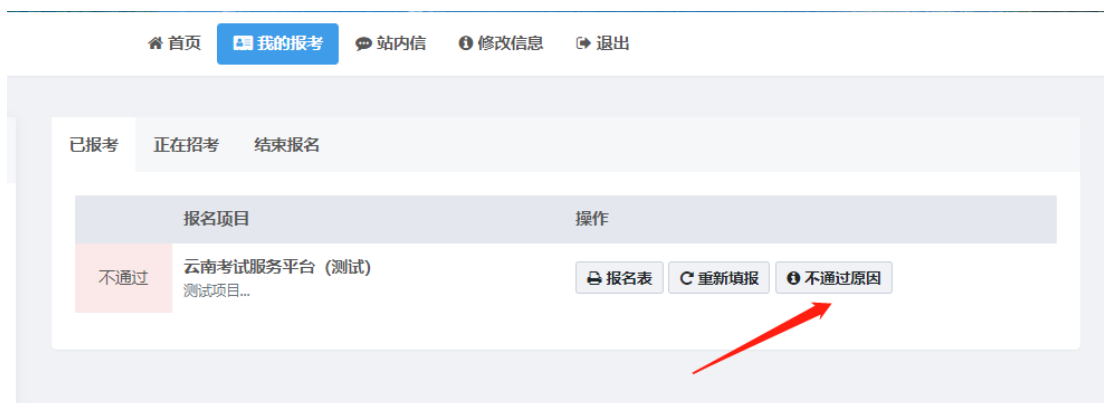 首页 我的报考 站内信 修改信息 退出
已报考 正在招考 结束报名
报名项目 操作
不通过 云南考试服务平台（测试） 报名表 重新填报 不通过原因
测试项目...